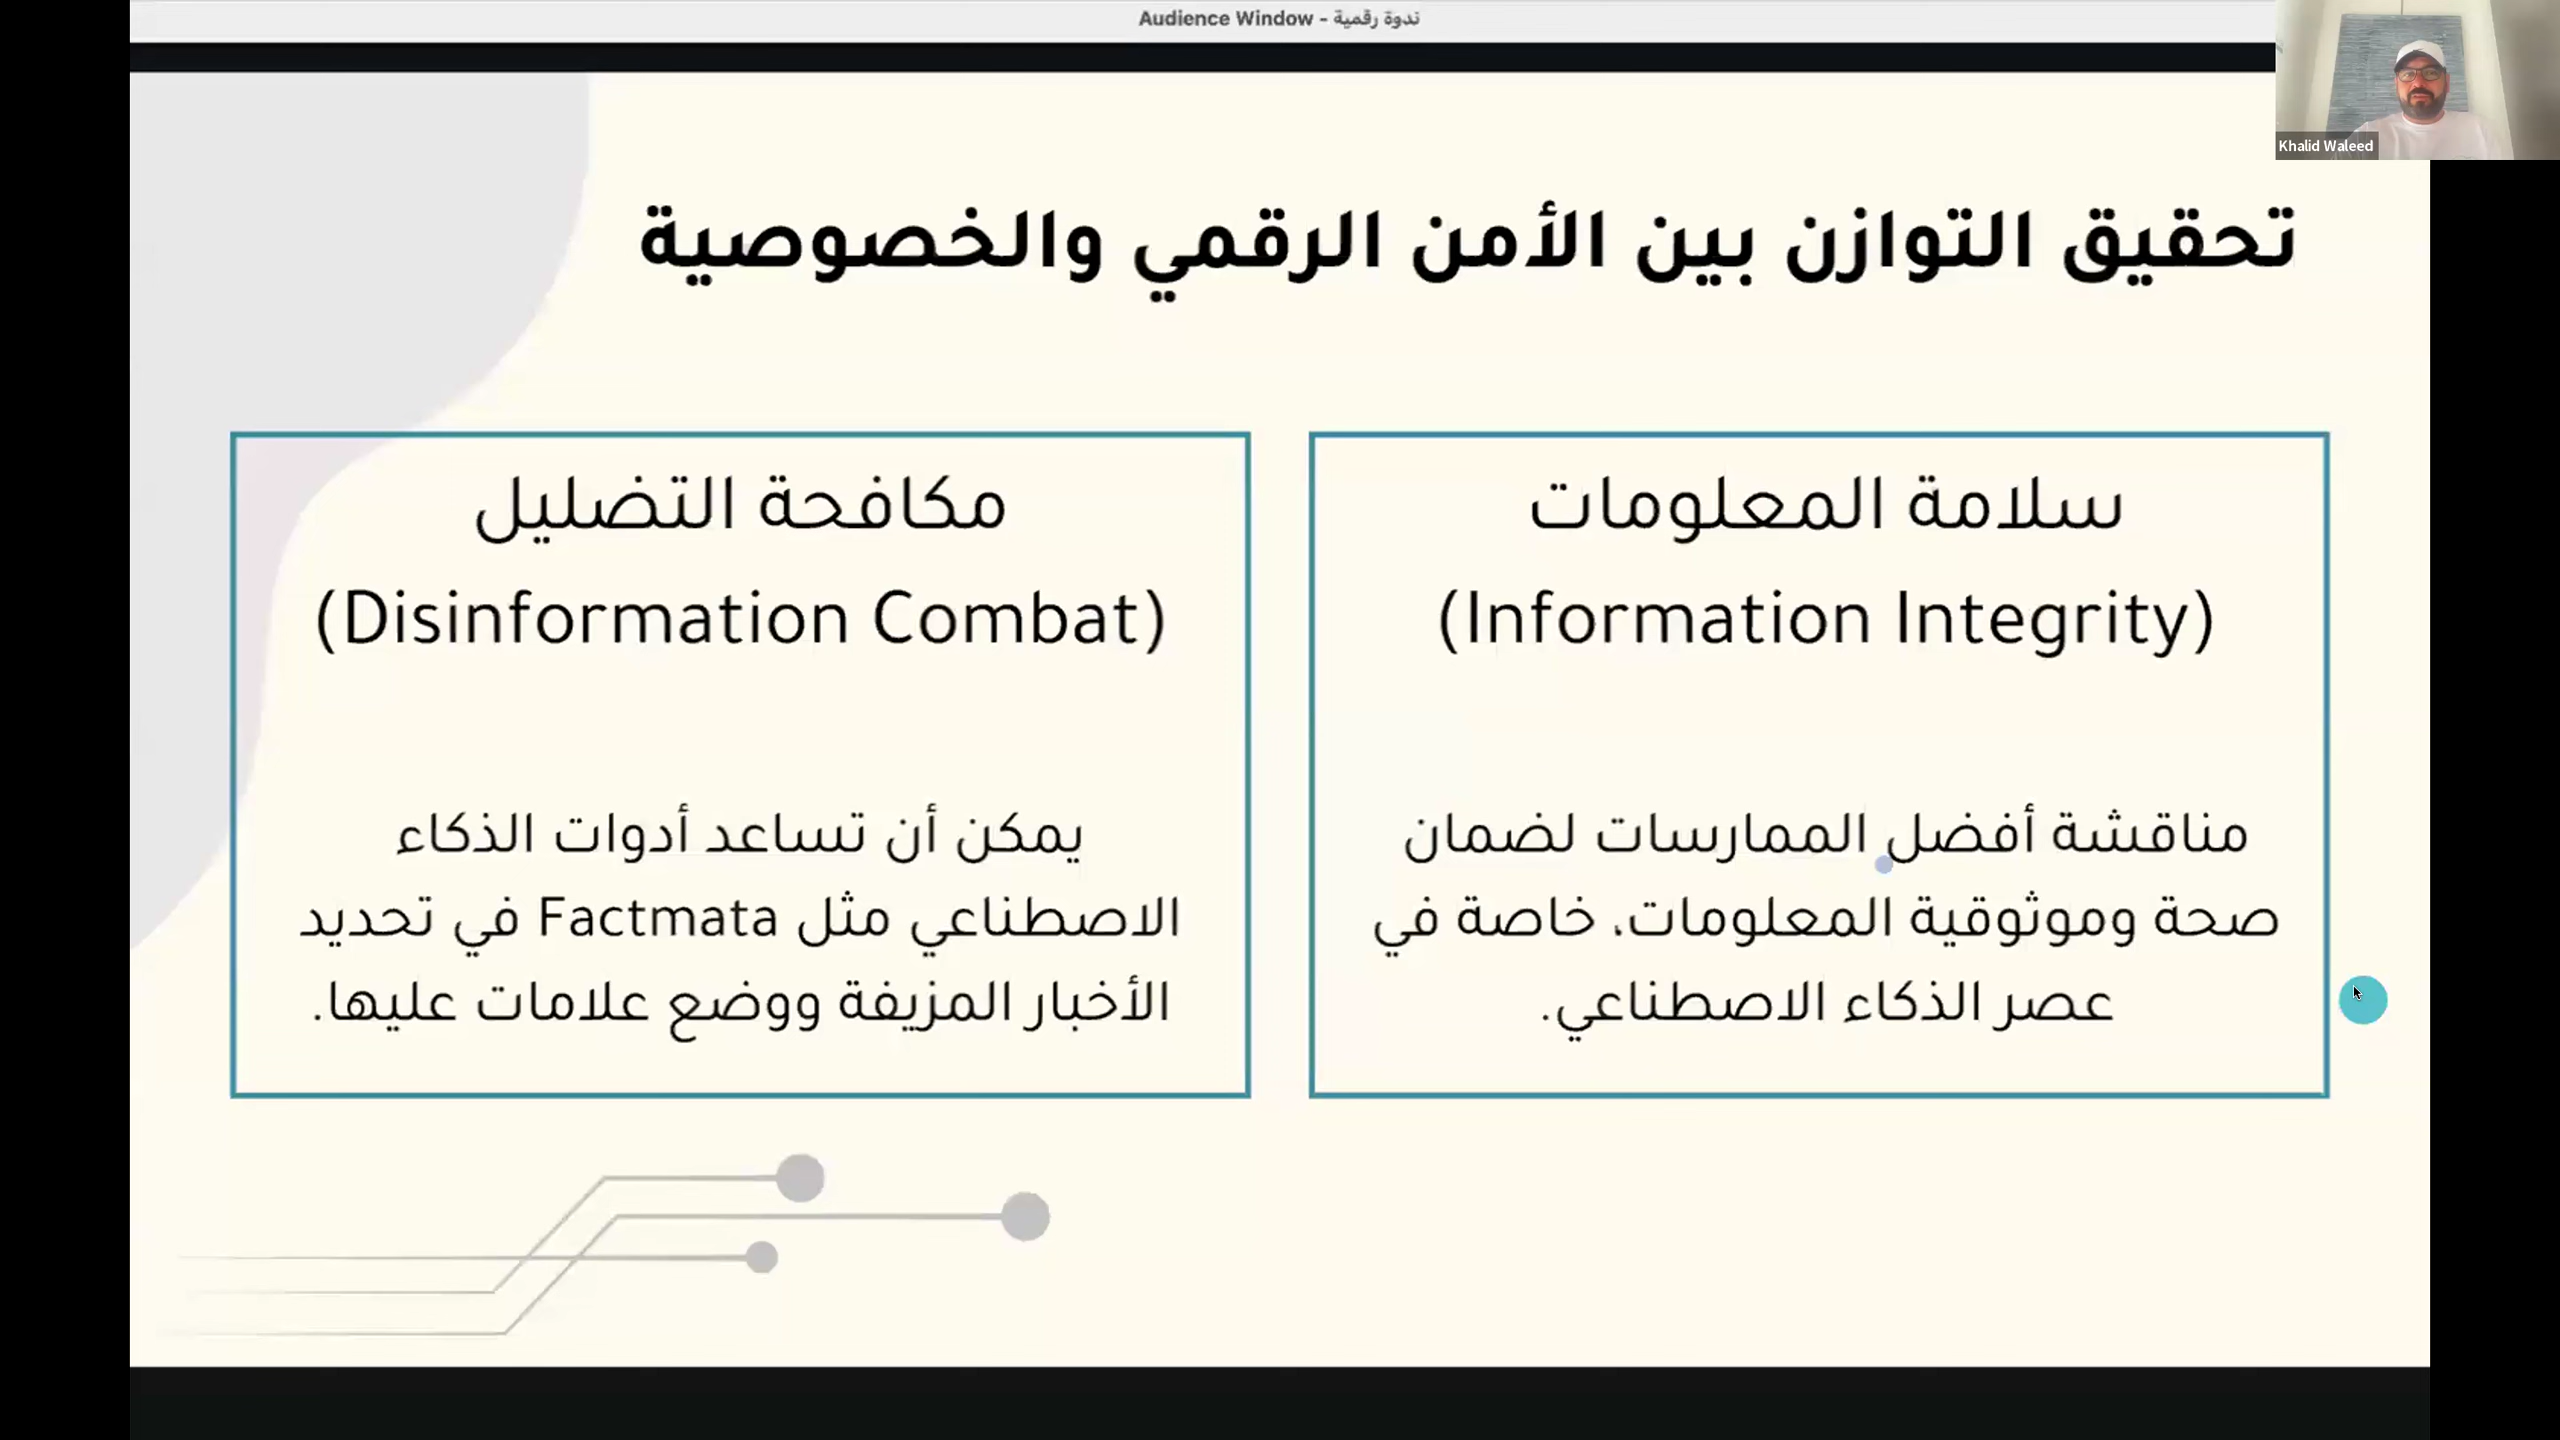 ندوة رقمية - Audience Window
Khalid Waleed
تحقيق التوازن بين الأمن الرقمي والخصوصية
سلامة المعلومات
(Information Integrity)
مناقشة أفضل الممارسات لضمان
صحة وموثوقية المعلومات، خاصة في
عصر الذكاء الاصطناعي.
مكافحة التضليل
(Disinformation Combat)
يمكن أن تساعد أدوات الذكاء
الاصطناعي مثل Factmata في تحديد
الأخبار المزيفة ووضع علامات عليها.